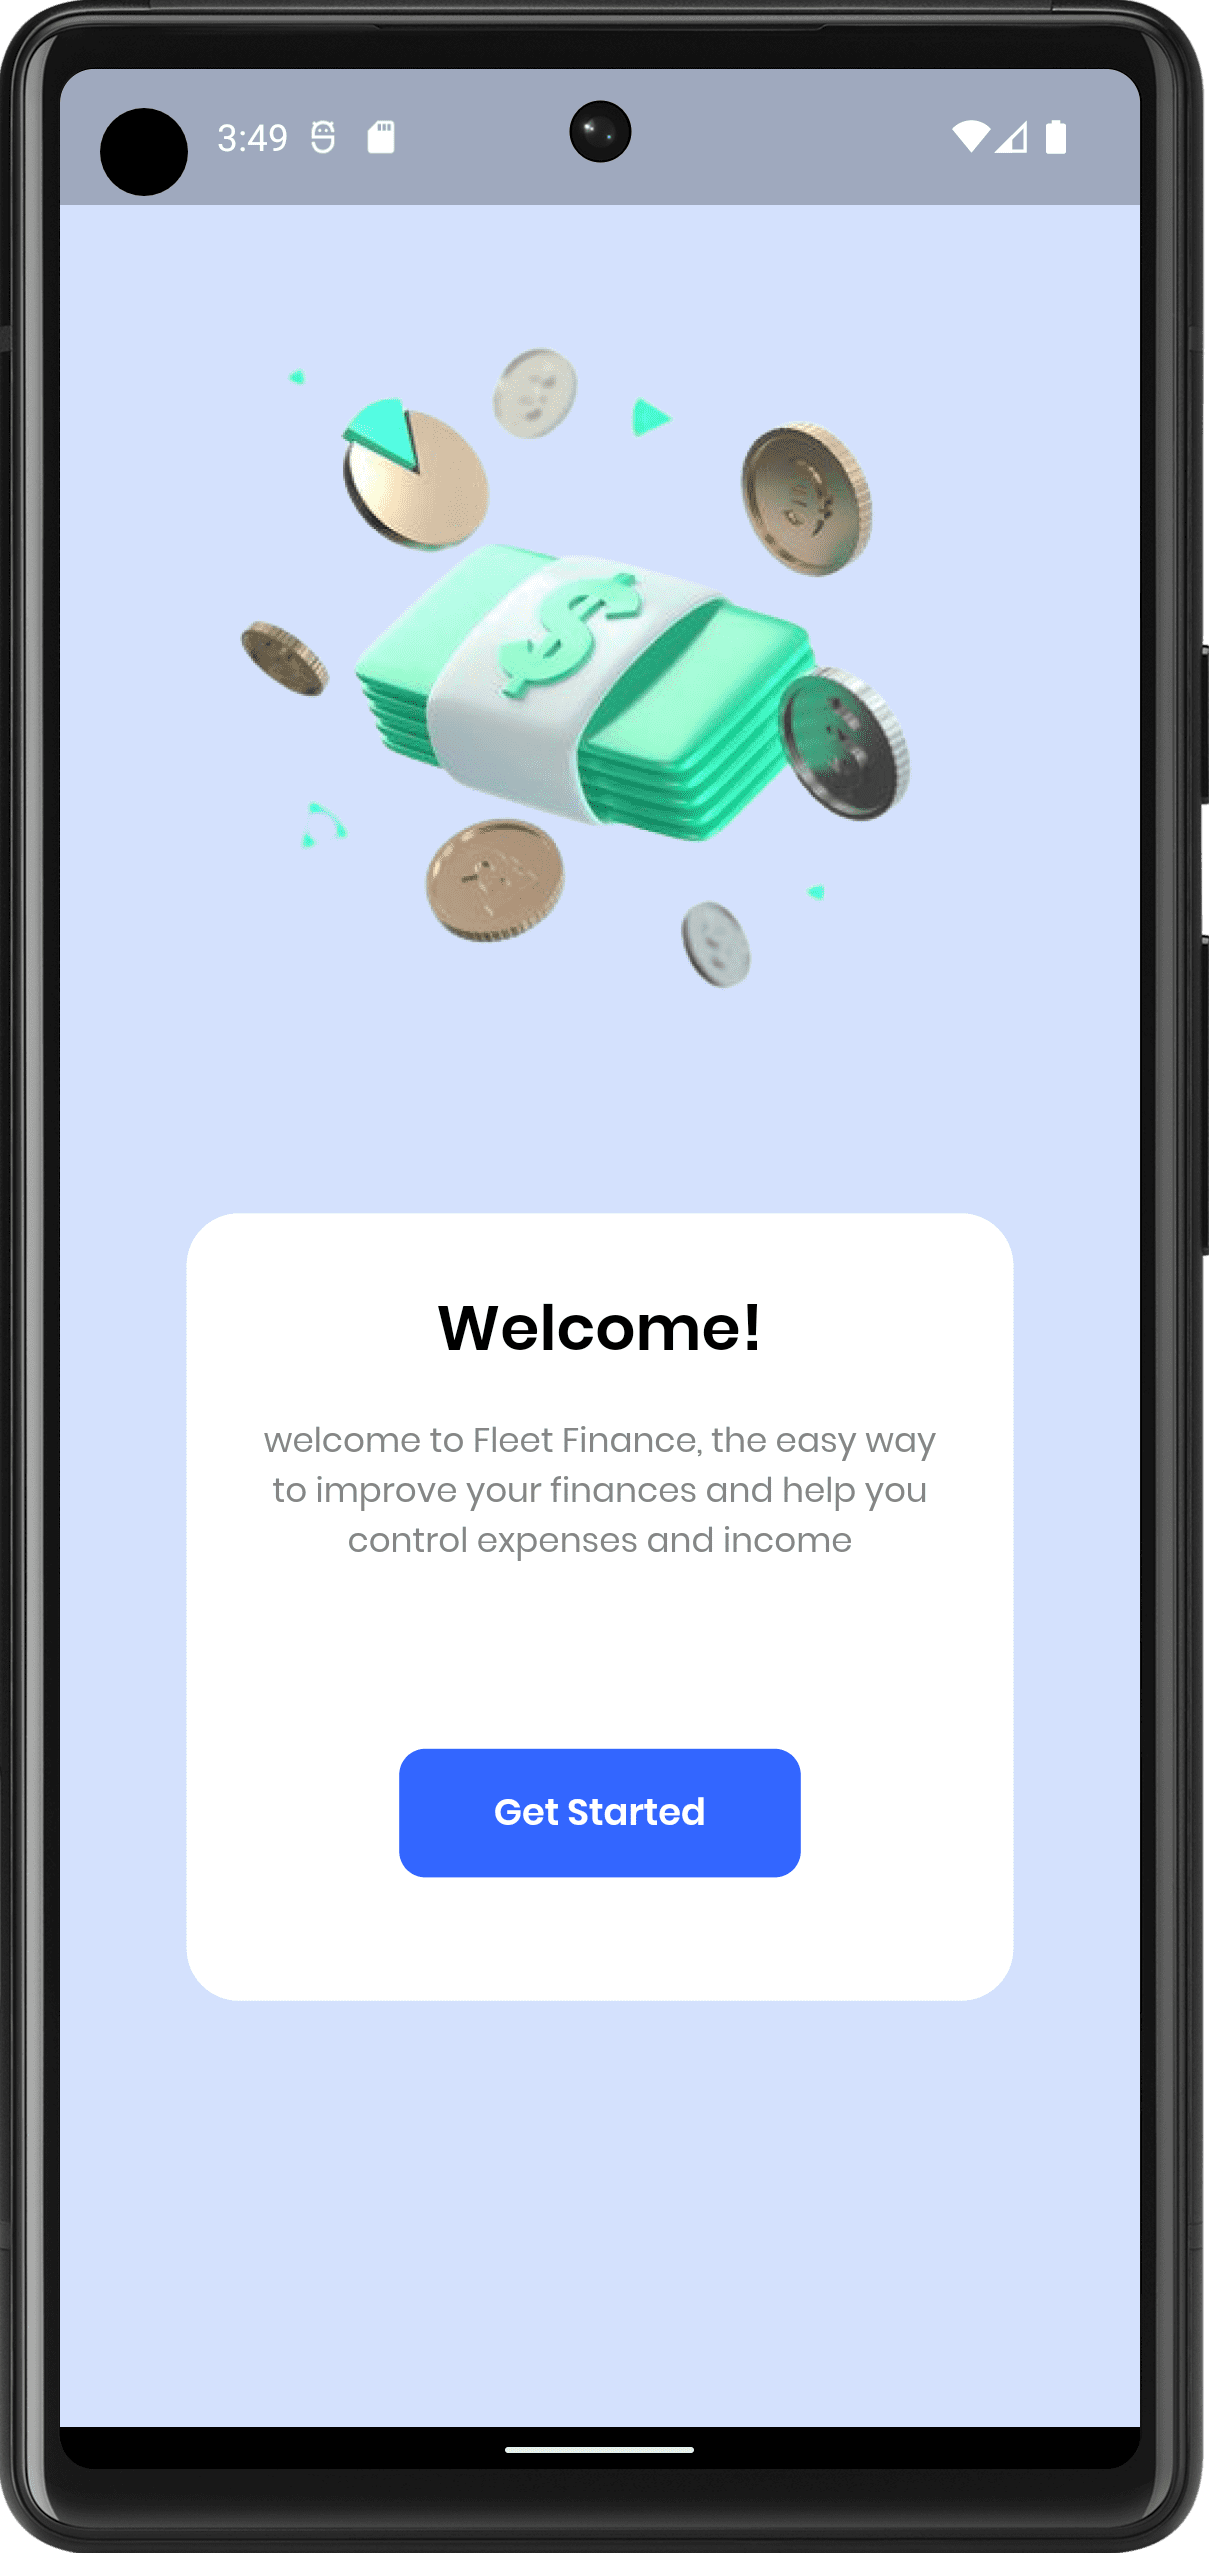 3:49
$
Welcome!
welcome to Fleet Finance, the easy way
to improve your finances and help you
control expenses and income
Get Started